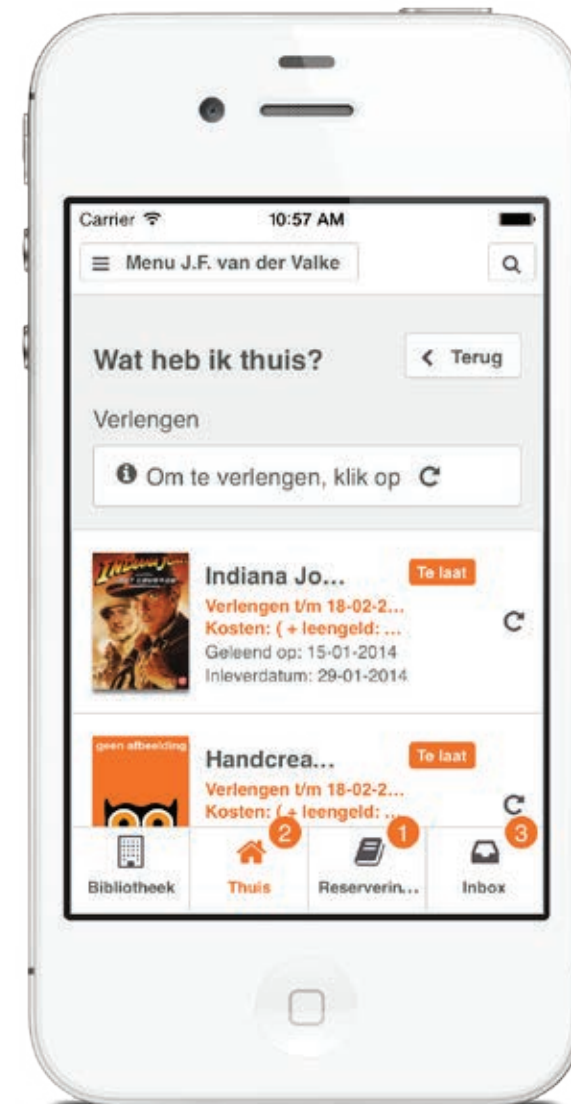 Carrier
10:57 AM
Menu J.F. van der Valke
Wat heb ik thuis?
Terug
Verlengen
Om te verlengen, klik op
INDIANA JO...
Indiana Jo...
Te laat
Verlengen t/m 18-02-2...
Kosten: ( + leengeld: ...
Geleend op: 15-01-2014
Inleverdatum: 29-01-2014
geen afbeelding
Handcrea...
Te laat
Verlengen t/m 18-02-2...
Kosten: ( + leengeld: ...
2
1
3
Bibliotheek
Thuis
Reserverin...
Inbox